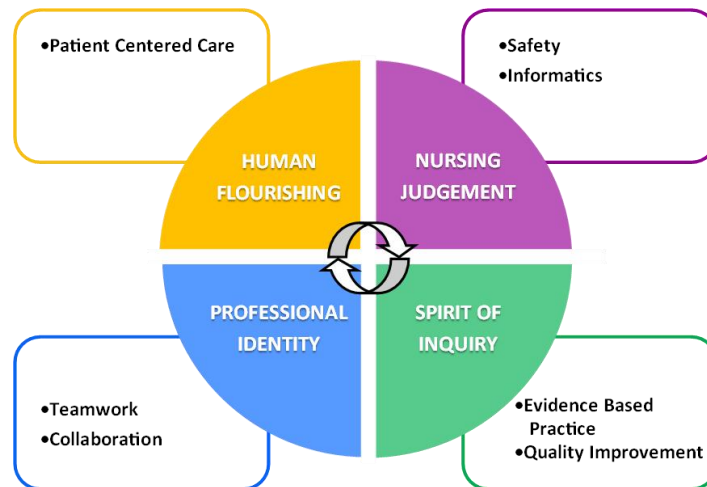 •Patient Centered Care
•Safety
•Informatics
HUMAN
FLOURISHING
NURSING
JUDGEMENT
PROFESSIONAL
IDENTITY
SPIRIT OF
INQUIRY
•Teamwork
•Collaboration
•Evidence Based
Practice
•Quality Improvement